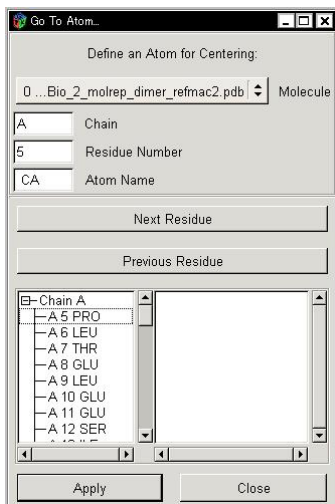 Go To Atom...
Define an Atom for Centering:
0 ...Bio_2_molrep_dimer_refmac2.pdb Molecule
A Chain
5 Residue Number
CA Atom Name
Next Residue
Previous Residue
Chain A
A 5 PRO
A 6 LEU
A 7 THR
A 8 GLU
A 9 LEU
A 10 GLU
A 11 GLU
A 12 SER
Apply Close